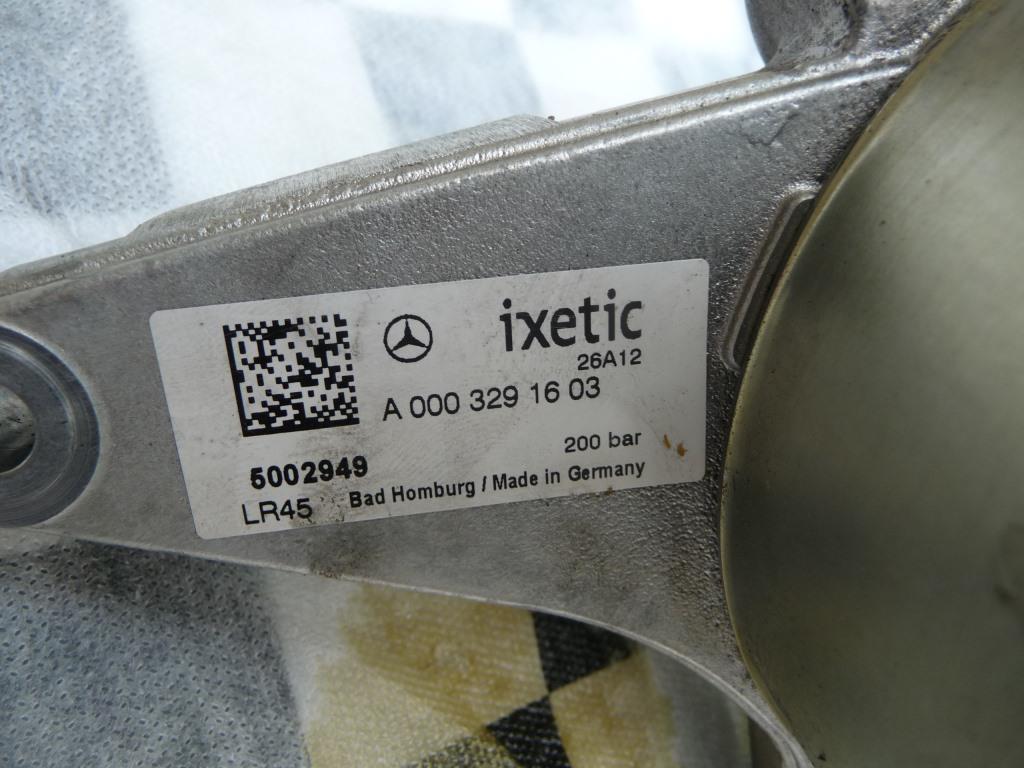 ixetic
26A12
A 000 329 16 03
200 bar
5002949
LR45 Bad Homburg / Made in Germany